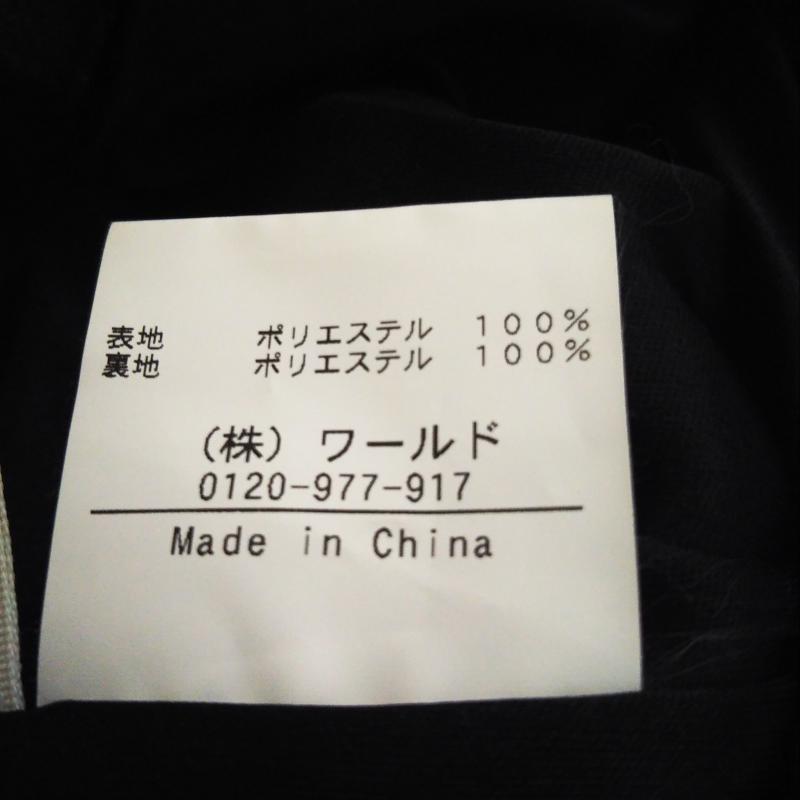 表地 ポリエステル 100%
裏地 ポリエステル 100%
(株) ワールド
0120-977-917
Made in China